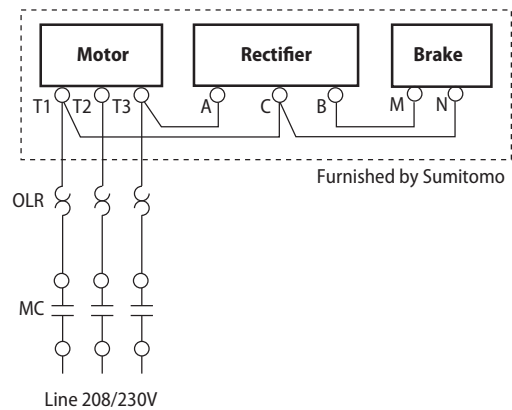 Motor Rectifier Brake
T1 T2 T3 A C B M N
Furnished by Sumitomo
OLR
MC
Line 208/230V